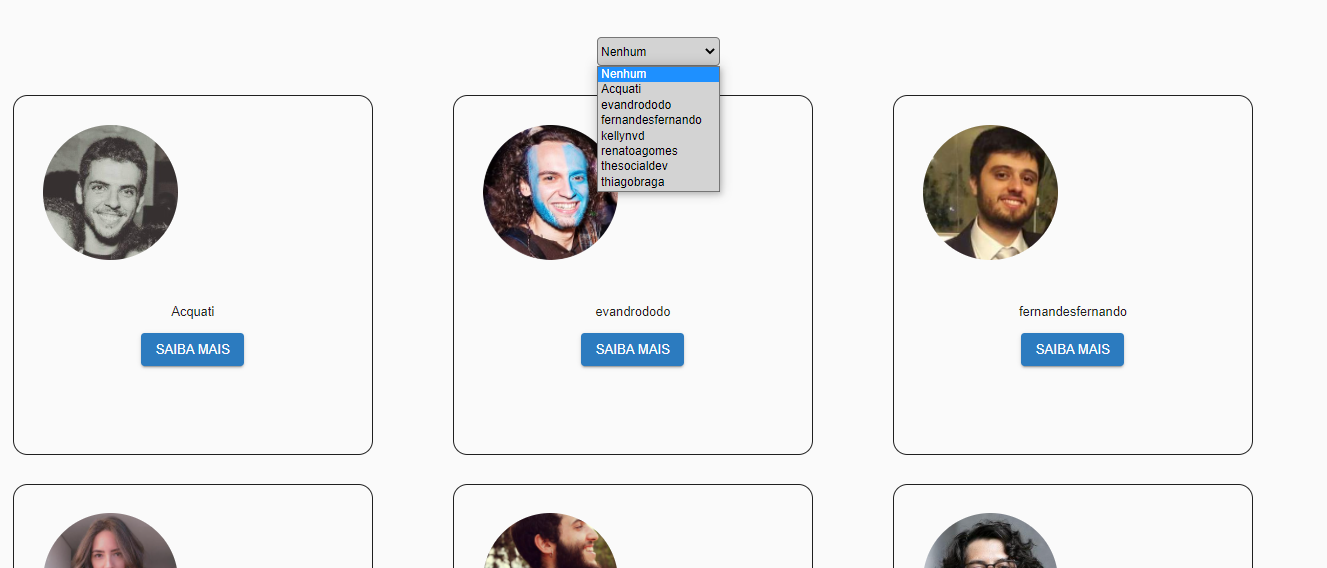 Nenhum
Nenhum
Acquati
evandrododo
fernandesfernando
kellynvd
renatoagomes
thesocialdev
thiagobraga
Acquati
evandrododo
fernandesfernando
SAIBA MAIS
SAIBA MAIS
SAIBA MAIS